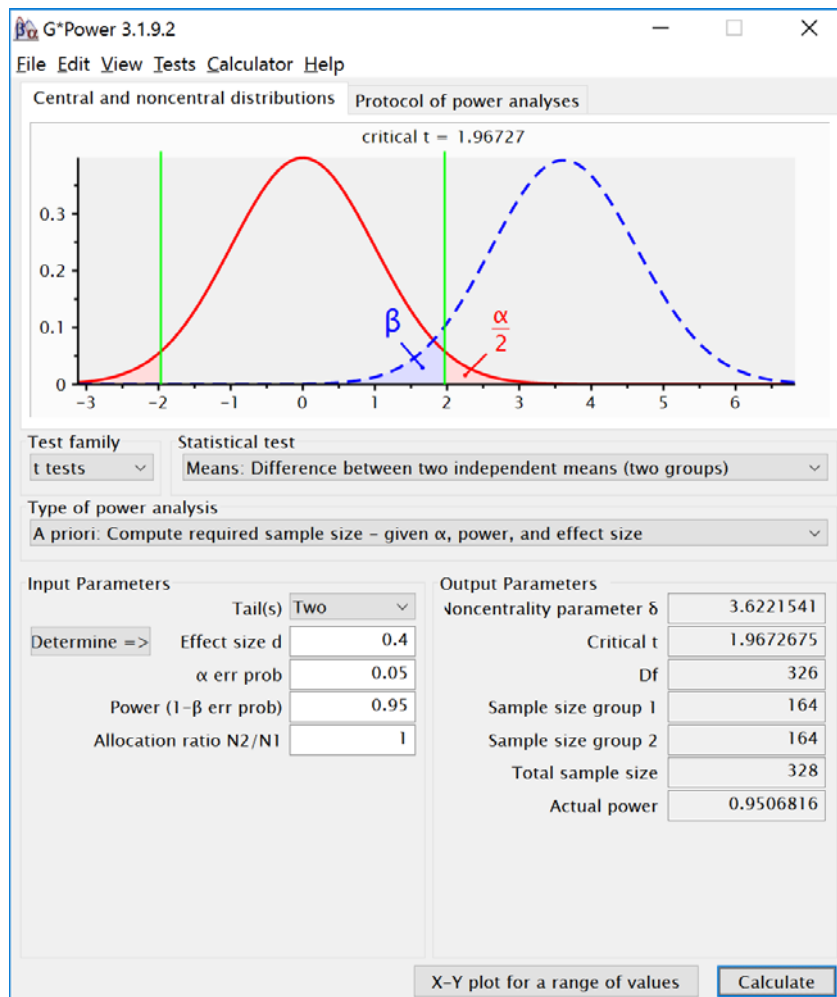 βα G*Power 3.1.9.2
File Edit View Tests Calculator Help
Central and noncentral distributions Protocol of power analyses
critical t = 1.96727
0.3
0.2
0.1
0
β
α
2
-3 -2 -1 0 1 2 3 4 5 6
Test family Statistical test
t tests Means: Difference between two independent means (two groups)
Type of power analysis
A priori: Compute required sample size – given α, power, and effect size
Input Parameters Output Parameters
Tail(s) Two Noncentrality parameter δ 3.6221541
Determine => Effect size d 0.4 Critical t 1.9672675
α err prob 0.05 Df 326
Power (1-β err prob) 0.95 Sample size group 1 164
Allocation ratio N2/N1 1 Sample size group 2 164
Total sample size 328
Actual power 0.9506816
X-Y plot for a range of values Calculate